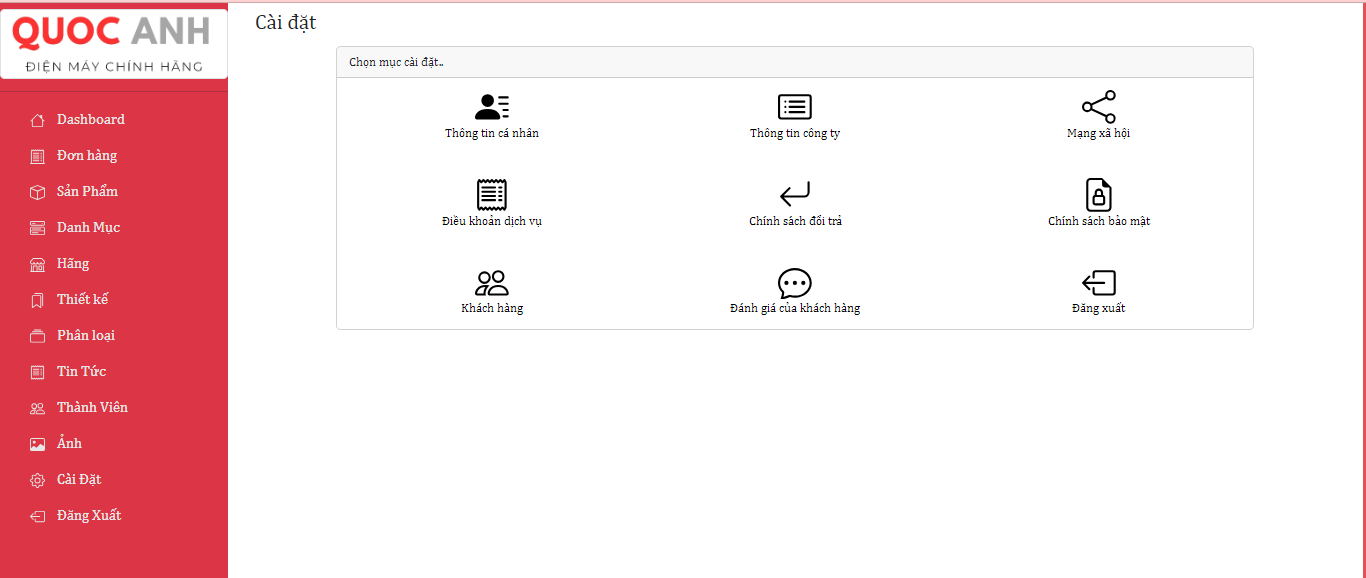 QUOC ANH
ĐIỆN MÁY CHÍNH HÃNG
Dashboard
Đơn hàng
Sản Phẩm
Danh Mục
Hãng
Thiết kế
Phân loại
Tin Tức
Thành Viên
Ảnh
Cài Đặt
Đăng Xuất
Cài đặt
Chọn mục cài đặt..
Thông tin cá nhân
Thông tin công ty
Mạng xã hội
Điều khoản dịch vụ
Chính sách đổi trả
Chính sách bảo mật
Khách hàng
Đánh giá của khách hàng
Đăng xuất